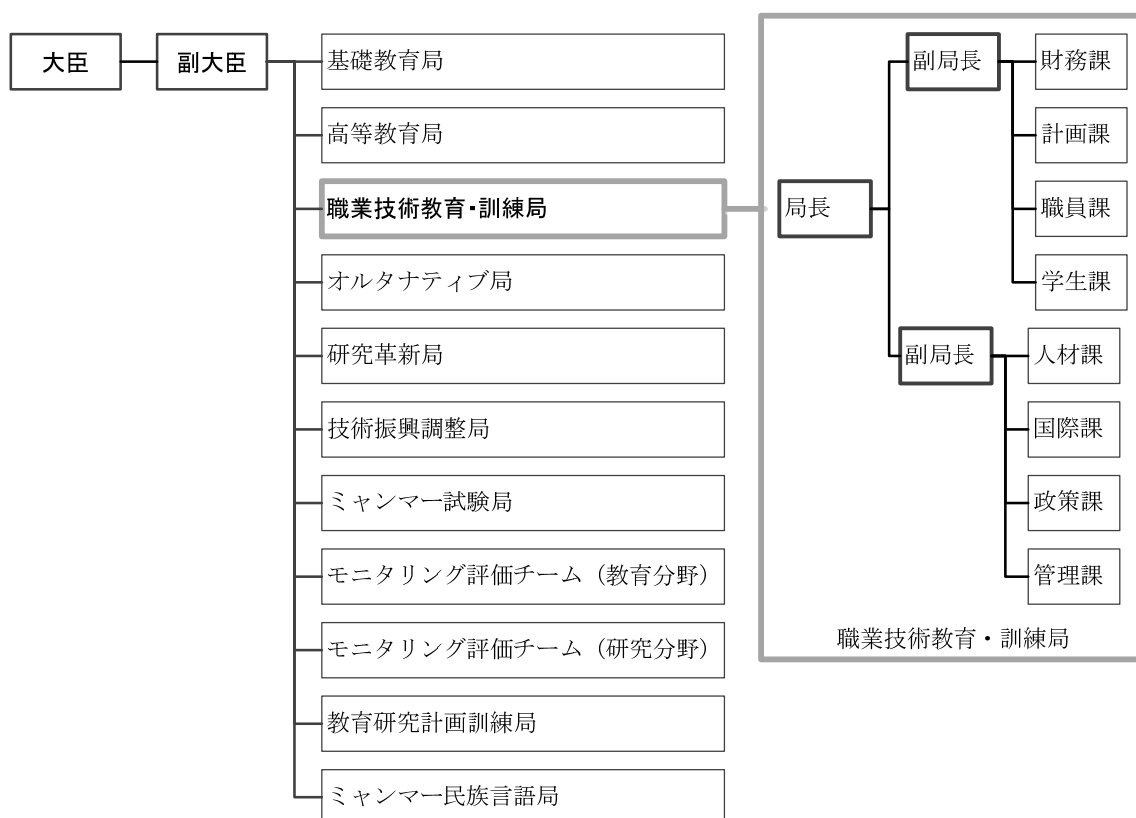 大臣
副大臣
基礎教育局
高等教育局
職業技術教育・訓練局
オルタナティブ局
研究革新局
技術振興調整局
ミャンマー試験局
モニタリング評価チーム（教育分野）
モニタリング評価チーム（研究分野）
教育研究計画訓練局
ミャンマー民族言語局
局長
副局長
財務課
計画課
職員課
学生課
副局長
人材課
国際課
政策課
管理課
職業技術教育・訓練局